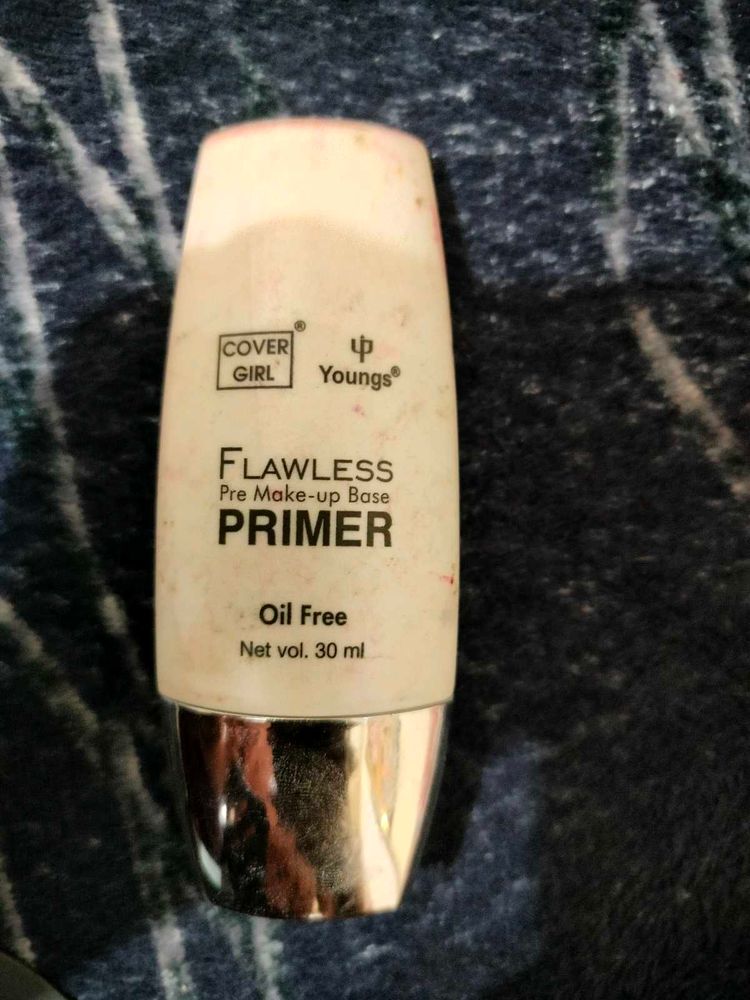 COVER
GIRL ®
Youngs®
FLAWLESS
Pre Make-up Base
PRIMER
Oil Free
Net vol. 30 ml